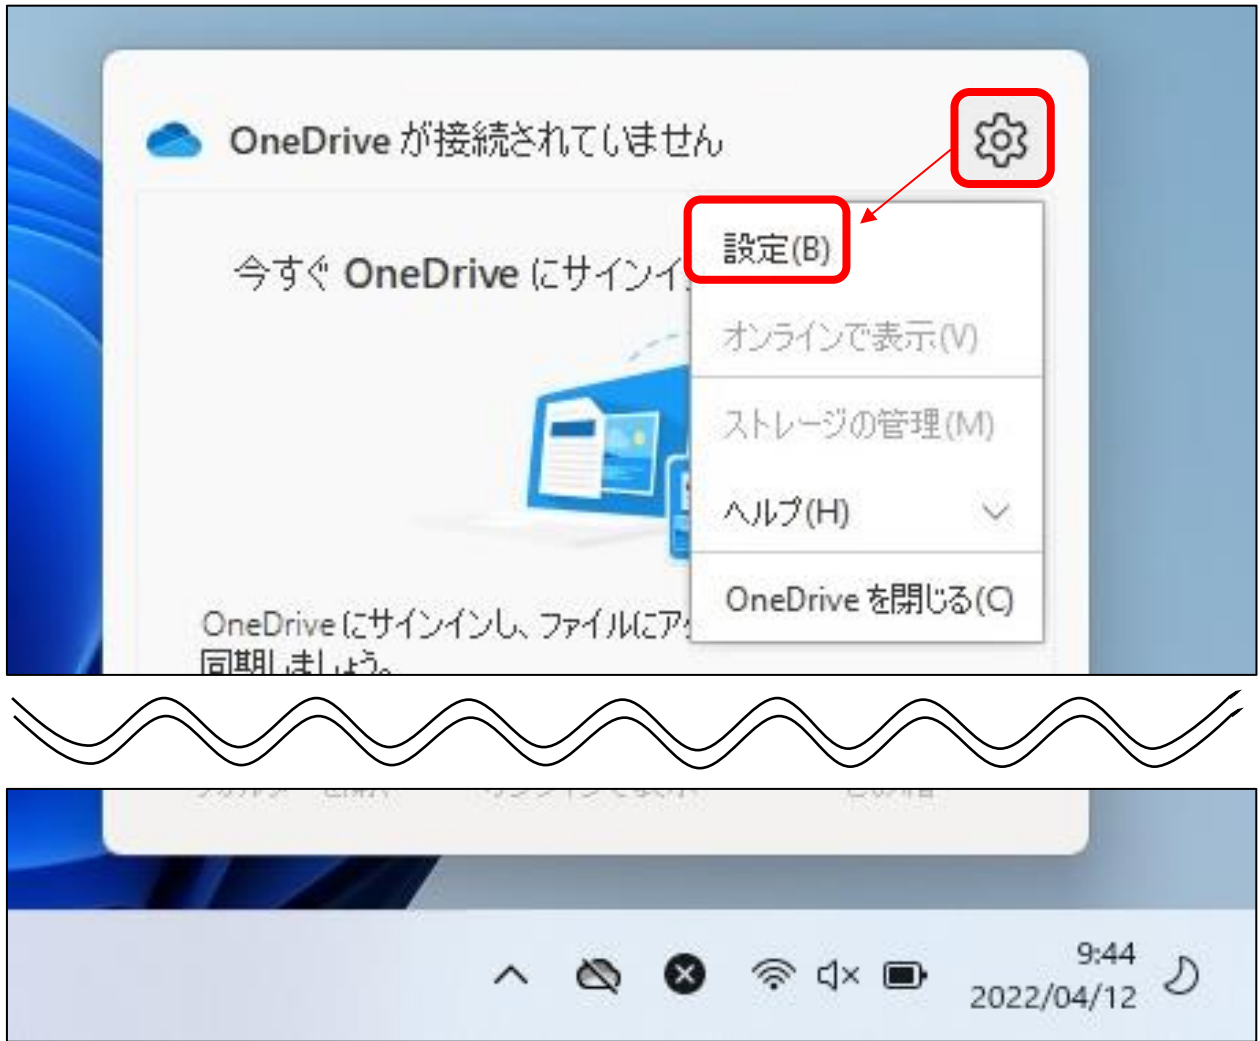 OneDrive が接続されていません
今すぐ OneDrive にサインイ
設定(B)
オンラインで表示(V)
ストレージの管理(M)
ヘルプ(H)
OneDrive を閉じる(C)
OneDrive にサインインし、ファイルにア
同期しましょう。
9:44
2022/04/12